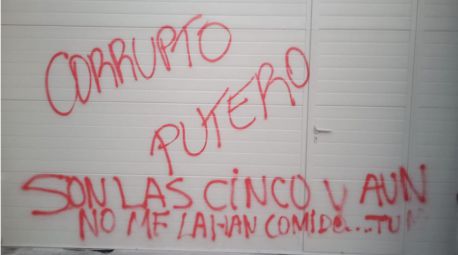 CORRUPTO
PUTERO
SON LAS CINCO Y AUN
NO ME LA HAN COMIDO...TU